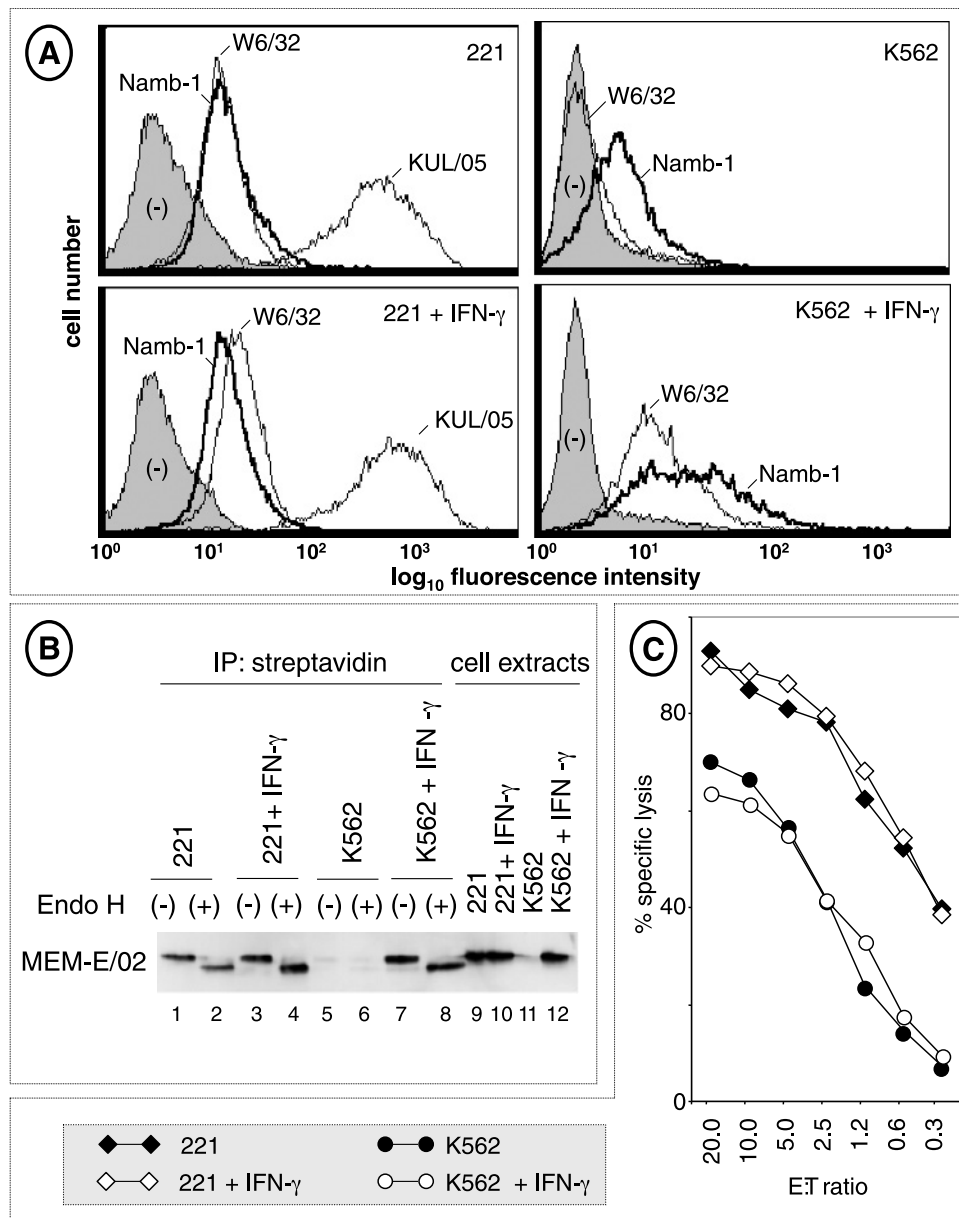 A
221
W6/32
Namb-1
KUL/05
(-)
K562
W6/32
Namb-1
(-)
cell number
221 + IFN-γ
W6/32
Namb-1
KUL/05
(-)
K562 + IFN-γ
W6/32
Namb-1
(-)
10⁰ 10¹ 10² 10³
10⁰ 10¹ 10² 10³
log₁₀ fluorescence intensity
B
IP: streptavidin cell extracts
221
221+ IFN-γ
K562
K562 + IFN -γ
221
221+ IFN-γ
K562
K562 + IFN -γ
Endo H (-) (+) (-) (+) (-) (+) (-) (+)
MEM-E/02
1 2 3 4 5 6 7 8 9 10 11 12
C
% specific lysis
80
40
0
20.0 10.0 5.0 2.5 1.2 0.6 0.3
E:T ratio
221 K562
221 + IFN-γ K562 + IFN-γ